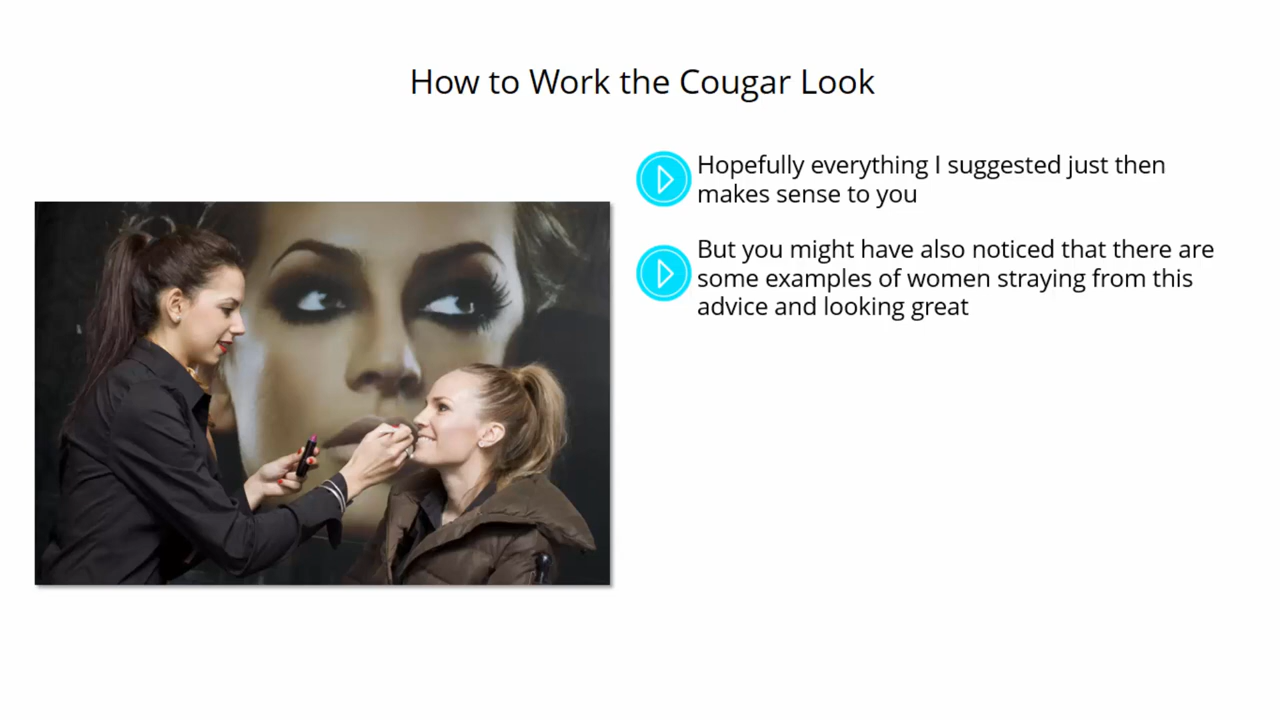 How to Work the Cougar Look
Hopefully everything I suggested just then
makes sense to you
But you might have also noticed that there are
some examples of women straying from this
advice and looking great